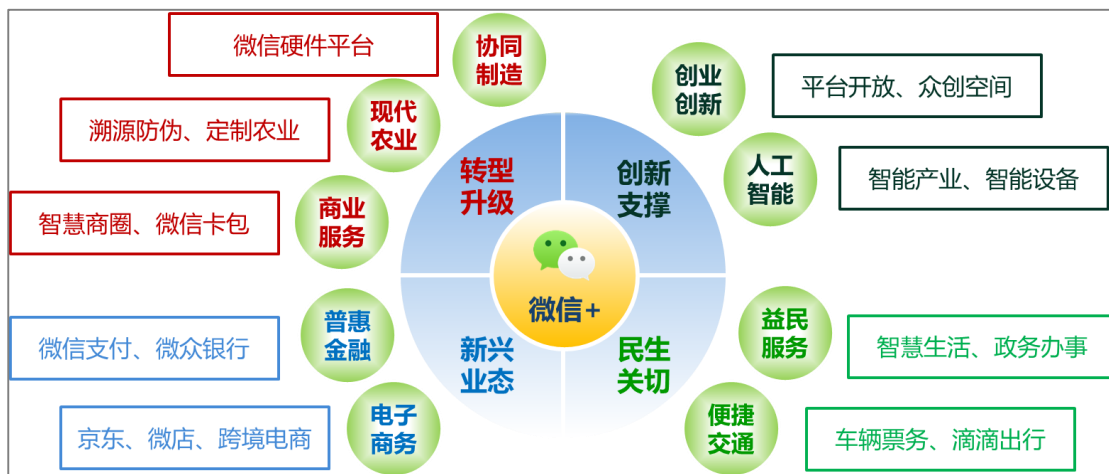 微信硬件平台
协同
制造
溯源防伪、定制农业
现代
农业
智慧商圈、微信卡包
商业
服务
转型
升级
创业
创新
平台开放、众创空间
人工
智能
智能产业、智能设备
创新
支撑
微信+
微信支付、微众银行
普惠
金融
京东、微店、跨境电商
电子
商务
新兴
业态
民生
关切
益民
服务
智慧生活、政务办事
便捷
交通
车辆票务、滴滴出行